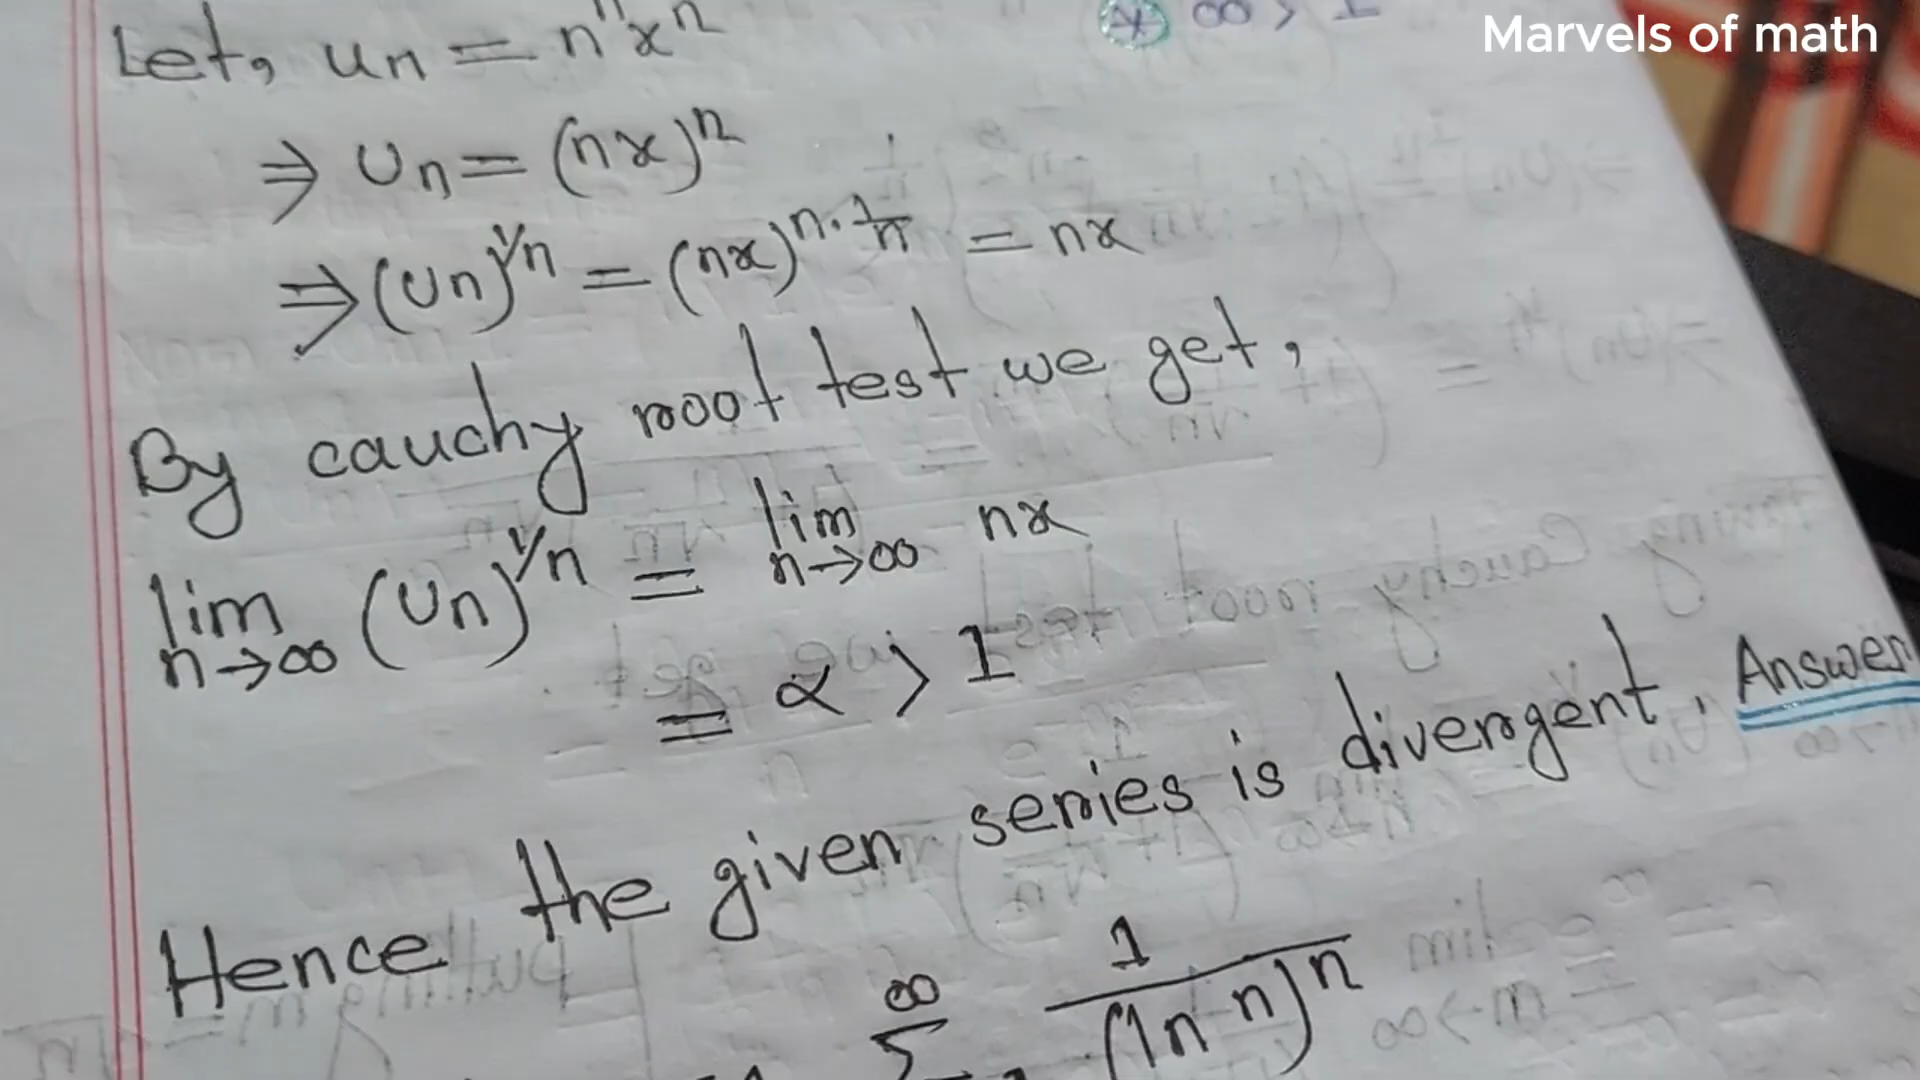 Marvels of math
* ∞ > 1
Let, un = nⁿxⁿ
⇒ Un = (nx)ⁿ
⇒ (Un)^1/n = (nx)^n·1/n = nx
By cauchy root test we get,
lim n→∞ (Un)^1/n = lim n→∞ nx
= ∝ > 1
Hence the given series is divergent. Answer
∞ Σ 1/(ln n)ⁿ